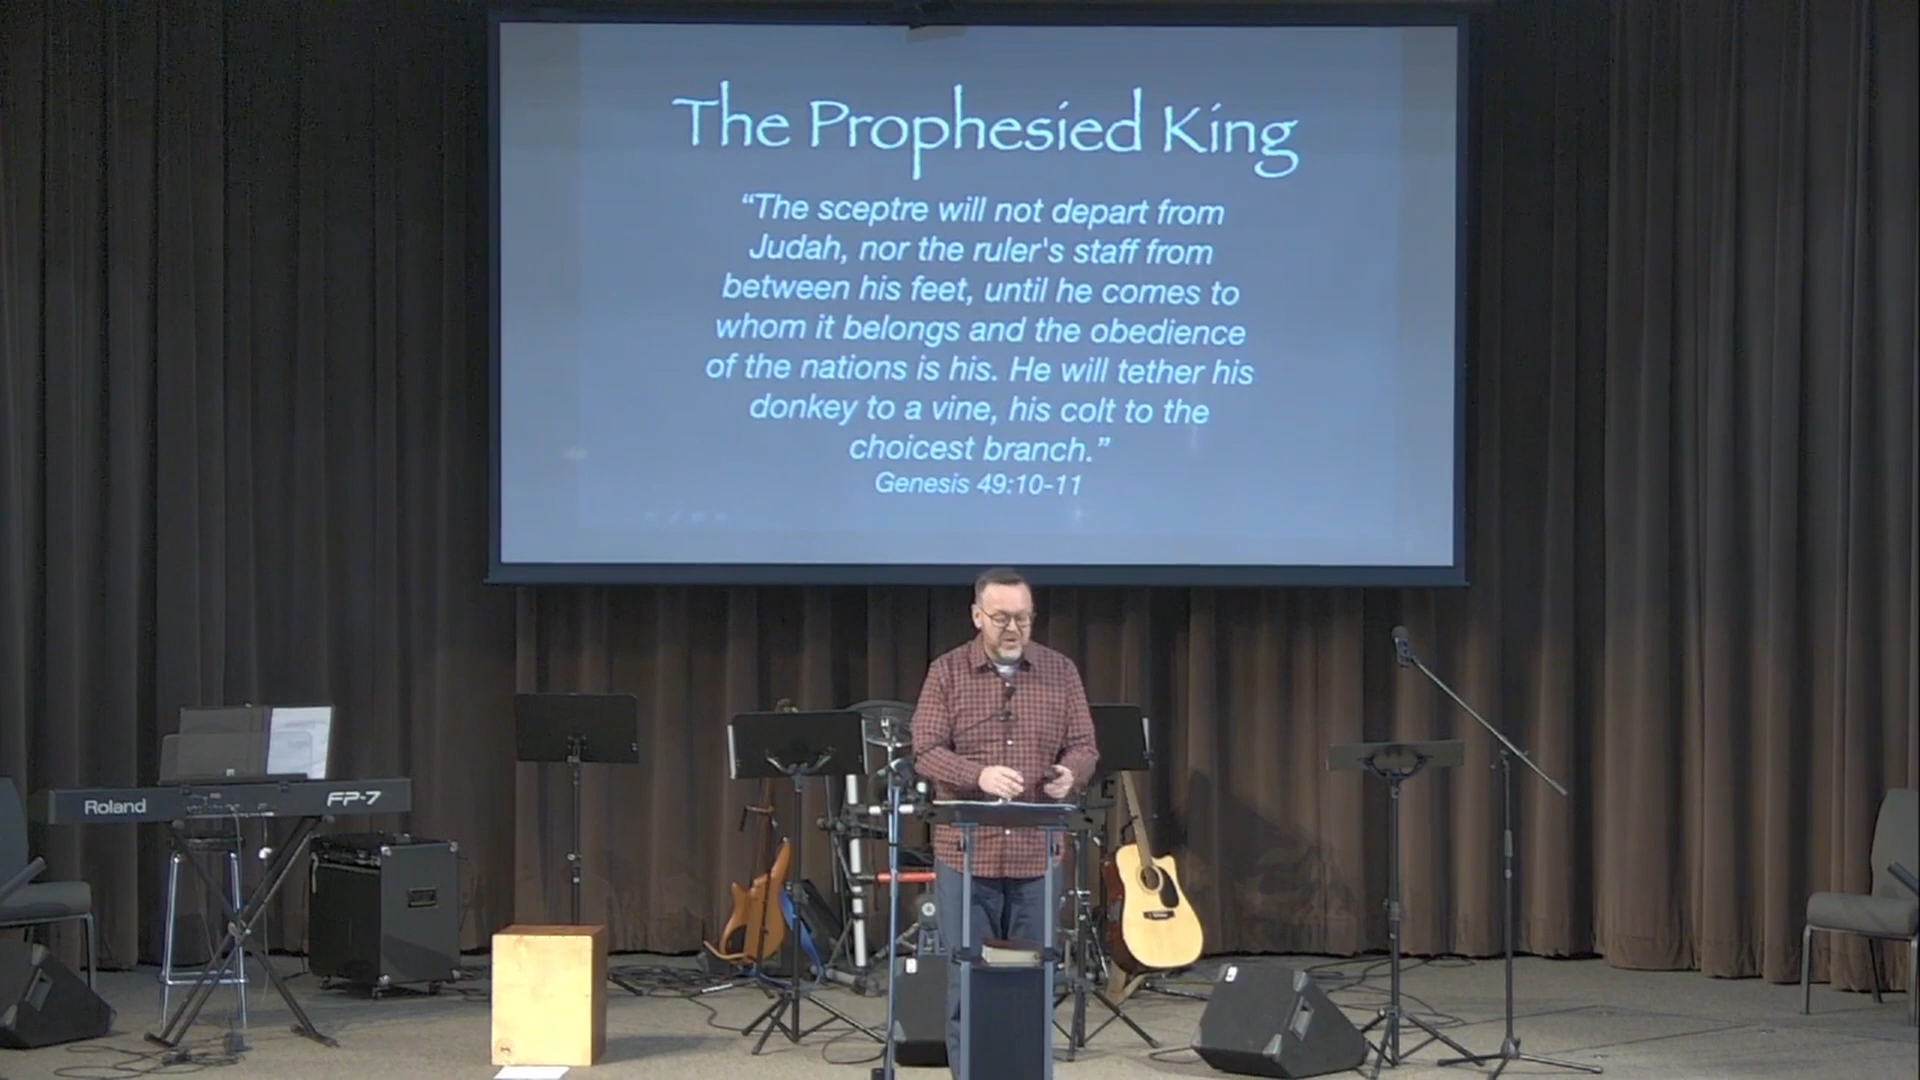 The Prophesied King
“The sceptre will not depart from
Judah, nor the ruler's staff from
between his feet, until he comes to
whom it belongs and the obedience
of the nations is his. He will tether his
donkey to a vine, his colt to the
choicest branch.”
Genesis 49:10-11
Roland
FP-7